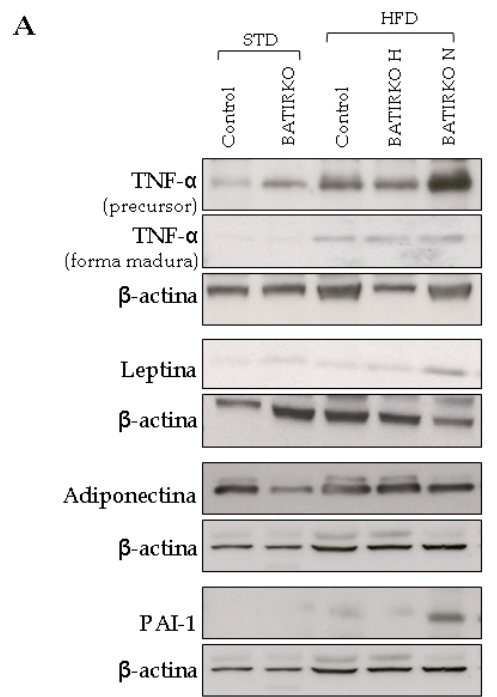 A
HFD
STD
Control
BATIRKO
Control
BATIRKO H
BATIRKO N
TNF-α
(precursor)
TNF-α
(forma madura)
β-actina
Leptina
β-actina
Adiponectina
β-actina
PAI-1
β-actina